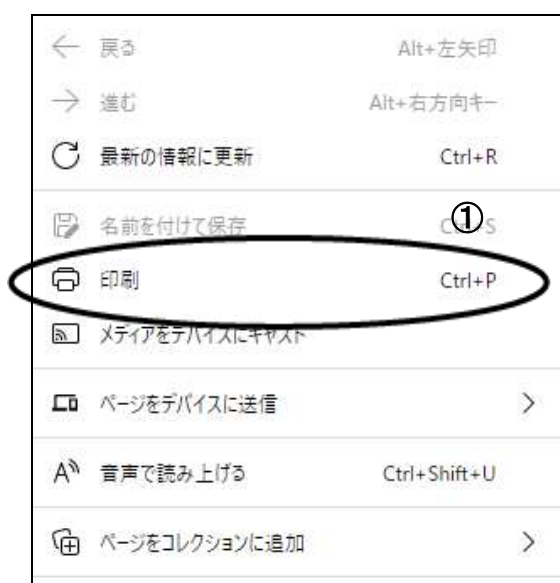 戻る Alt+左矢印
進む Alt+右方向キー
最新の情報に更新 Ctrl+R
①
名前を付けて保存 Ctrl+S
印刷 Ctrl+P
メディアをデバイスにキャスト
ページをデバイスに送信
音声で読み上げる Ctrl+Shift+U
ページをコレクションに追加